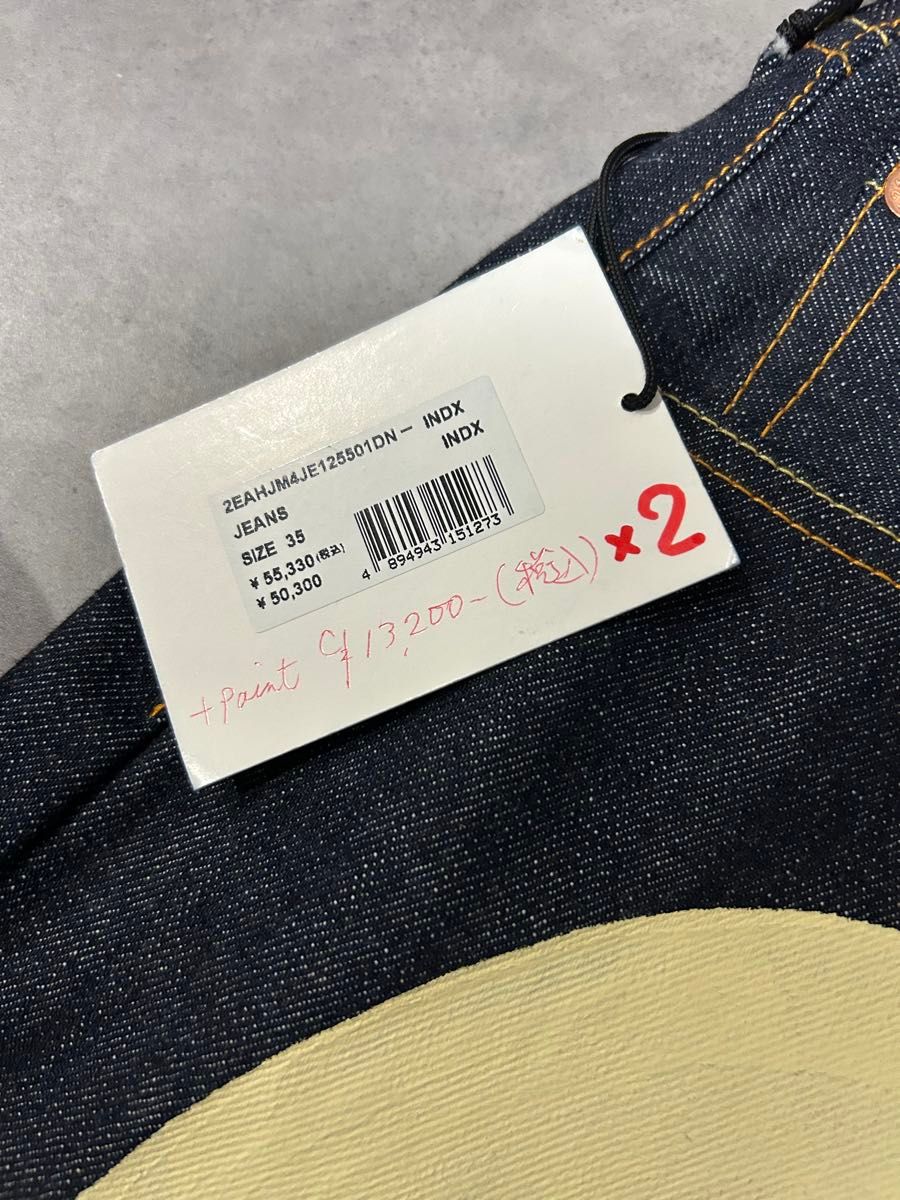 2EAHJM4JE125501DN- INDX
INDX
JEANS
SIZE 35
¥ 55,330(税込)
¥ 50,300
4 894943 151273
+ paint ¥13,200-(税込) ×2